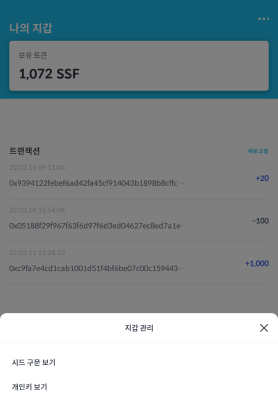 나의 지갑
보유 토큰
1,072 SSF
트랜잭션
새로고침
22.03.15 09:11:04
0x9394122febef6ad42fa45cf914043b1898b8cffc···
+20
22.03.14 15:54:04
0x05188f29f967f63f6d97f6d3ed04627ec8ed7a1e···
-100
22.03.11 15:28:33
0xc9fa7e4cd1cab1001d51f4bf6be07c00c159443···
+1,000
지갑 관리
시드 구문 보기
개인키 보기